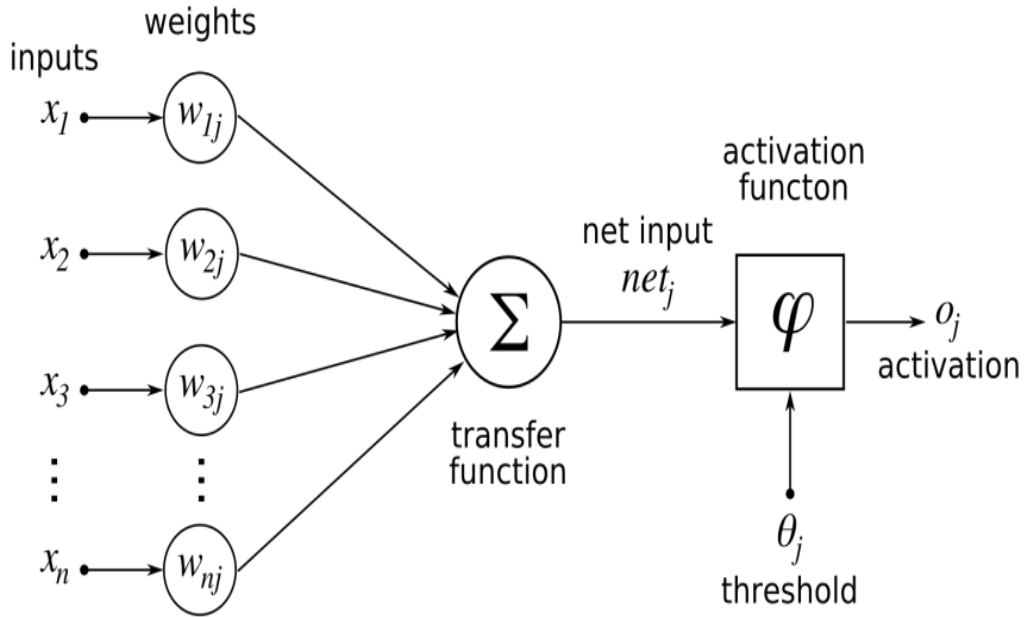 weights
inputs
x1
w1j
activation
functon
x2
w2j
net input
netj
Σ
φ
oj
activation
x3
w3j
transfer
function
⋮ ⋮
xn
wnj
θj
threshold